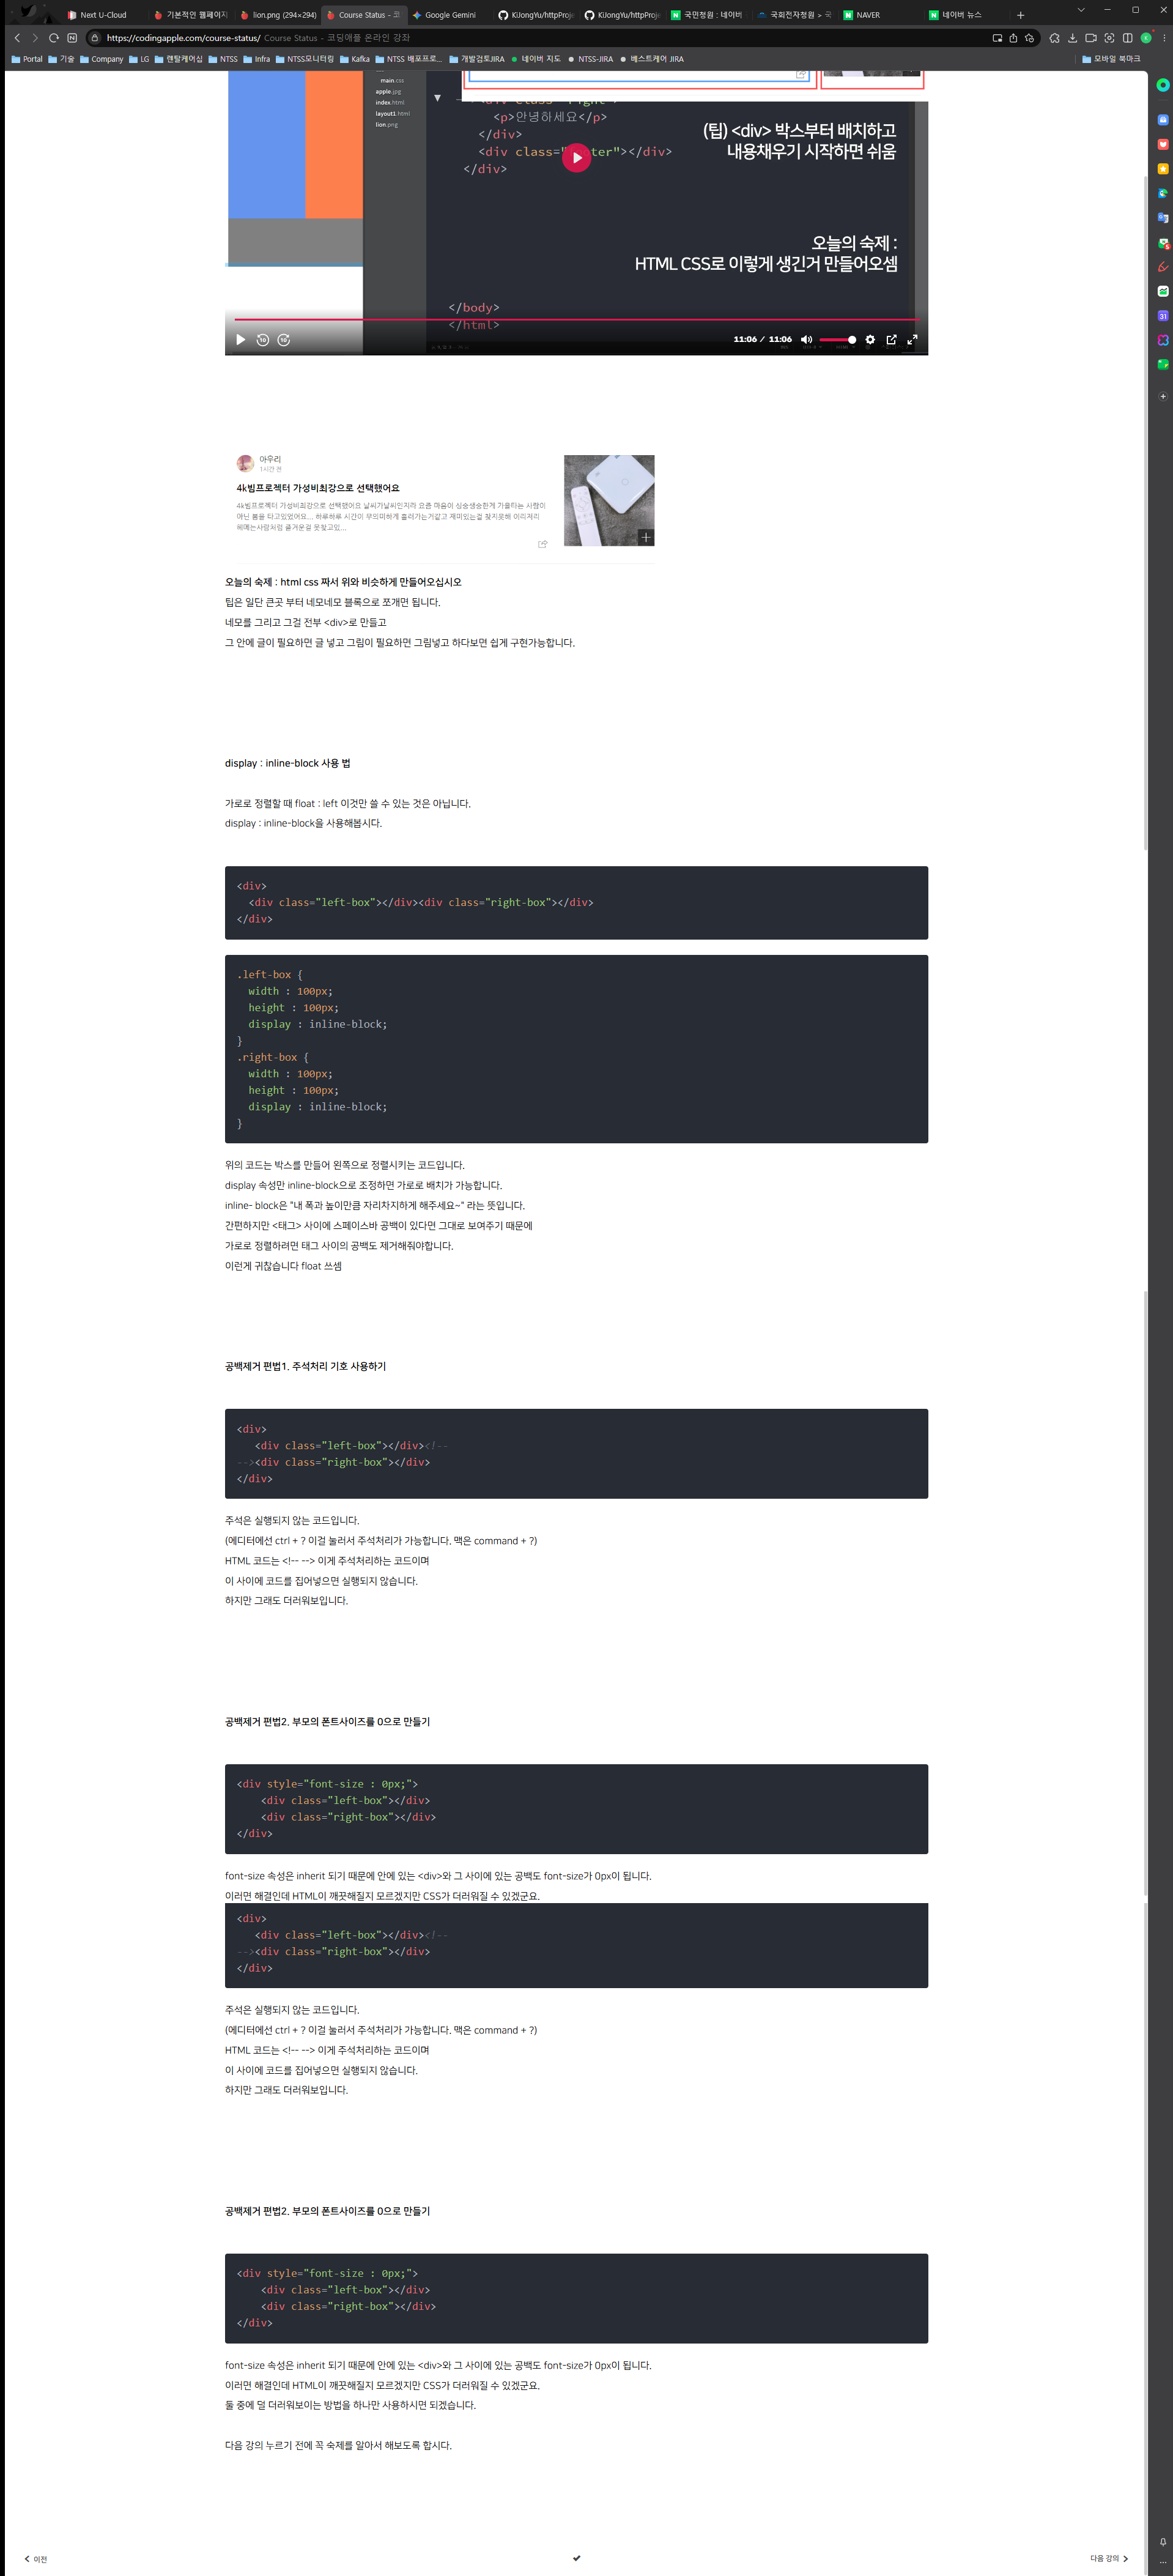 Next U-Cloud
기본적인 웹페이지
lion.png (294×294)
Course Status - 코
Google Gemini
KiJongYu/httpProje
KiJongYu/httpProje
국민정원 : 네이버
국회전자정원 > 국
NAVER
네이버 뉴스
https://codingapple.com/course-status/ Course Status - 코딩애플 온라인 강좌
Portal 기술 Company LG 렌탈케어십 NTSS Infra NTSS모니터링 Kafka NTSS 배포프로... 개발검토JIRA 네이버 지도 NTSS-JIRA 베스트케어 JIRA 모바일 북마크
main.css
apple.jpg
index.html
layout1.html
lion.png
<p>안녕하세요</p>
</div>
<div class=" ter"></div>
</div>
(팁) <div> 박스부터 배치하고
내용채우기 시작하면 쉬움
오늘의 숙제 :
HTML CSS로 이렇게 생긴거 만들어오셈
</body>
</html>
11:06 / 11:06
아우리
1시간 전
4k빔프로젝터 가성비최강으로 선택했어요
4k빔프로젝터 가성비최강으로 선택했어요 날씨가날씨인지라 요즘 마음이 싱숭생숭한게 가을타는 사람이
아닌 봄을 타고있었어요... 하루하루 시간이 무의미하게 흘러가는거같고 재미있는걸 찾지못해 이리저리
헤매는사람처럼 즐거운걸 못찾고있...
오늘의 숙제 : html css 짜서 위와 비슷하게 만들어오십시오
팁은 일단 큰곳 부터 네모네모 블록으로 쪼개면 됩니다.
네모를 그리고 그걸 전부 <div>로 만들고
그 안에 글이 필요하면 글 넣고 그림이 필요하면 그림넣고 하다보면 쉽게 구현가능합니다.
display : inline-block 사용 법
가로로 정렬할 때 float : left 이것만 쓸 수 있는 것은 아닙니다.
display : inline-block을 사용해봅시다.
<div>
<div class="left-box"></div><div class="right-box"></div>
</div>
.left-box {
width : 100px;
height : 100px;
display : inline-block;
}
.right-box {
width : 100px;
height : 100px;
display : inline-block;
}
위의 코드는 박스를 만들어 왼쪽으로 정렬시키는 코드입니다.
display 속성만 inline-block으로 조정하면 가로로 배치가 가능합니다.
inline- block은 "내 폭과 높이만큼 자리차지하게 해주세요~" 라는 뜻입니다.
간편하지만 <태그> 사이에 스페이스바 공백이 있다면 그대로 보여주기 때문에
가로로 정렬하려면 태그 사이의 공백도 제거해줘야합니다.
이런게 귀찮습니다 float 쓰셈
공백제거 편법1. 주석처리 기호 사용하기
<div>
<div class="left-box"></div><!--
--><div class="right-box"></div>
</div>
주석은 실행되지 않는 코드입니다.
(에디터에선 ctrl + ? 이걸 눌러서 주석처리가 가능합니다. 맥은 command + ?)
HTML 코드는 <!-- --> 이게 주석처리하는 코드이며
이 사이에 코드를 집어넣으면 실행되지 않습니다.
하지만 그래도 더러워보입니다.
공백제거 편법2. 부모의 폰트사이즈를 0으로 만들기
<div style="font-size : 0px;">
<div class="left-box"></div>
<div class="right-box"></div>
</div>
font-size 속성은 inherit 되기 때문에 안에 있는 <div>와 그 사이에 있는 공백도 font-size가 0px이 됩니다.
이러면 해결인데 HTML이 깨끗해질지 모르겠지만 CSS가 더러워질 수 있겠군요.
<div>
<div class="left-box"></div><!--
--><div class="right-box"></div>
</div>
주석은 실행되지 않는 코드입니다.
(에디터에선 ctrl + ? 이걸 눌러서 주석처리가 가능합니다. 맥은 command + ?)
HTML 코드는 <!-- --> 이게 주석처리하는 코드이며
이 사이에 코드를 집어넣으면 실행되지 않습니다.
하지만 그래도 더러워보입니다.
공백제거 편법2. 부모의 폰트사이즈를 0으로 만들기
<div style="font-size : 0px;">
<div class="left-box"></div>
<div class="right-box"></div>
</div>
font-size 속성은 inherit 되기 때문에 안에 있는 <div>와 그 사이에 있는 공백도 font-size가 0px이 됩니다.
이러면 해결인데 HTML이 깨끗해질지 모르겠지만 CSS가 더러워질 수 있겠군요.
둘 중에 덜 더러워보이는 방법을 하나만 사용하시면 되겠습니다.
다음 강의 누르기 전에 꼭 숙제를 알아서 해보도록 합시다.
이전
다음 강의